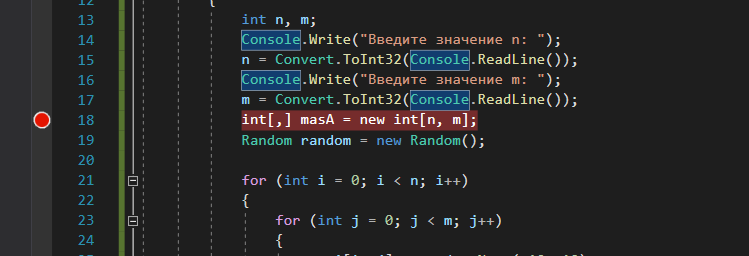 12 {
13 int n, m;
14 Console.Write("Введите значение n: ");
15 n = Convert.ToInt32(Console.ReadLine());
16 Console.Write("Введите значение m: ");
17 m = Convert.ToInt32(Console.ReadLine());
18 int[,] masA = new int[n, m];
19 Random random = new Random();
20
21 for (int i = 0; i < n; i++)
22 {
23 for (int j = 0; j < m; j++)
24 {